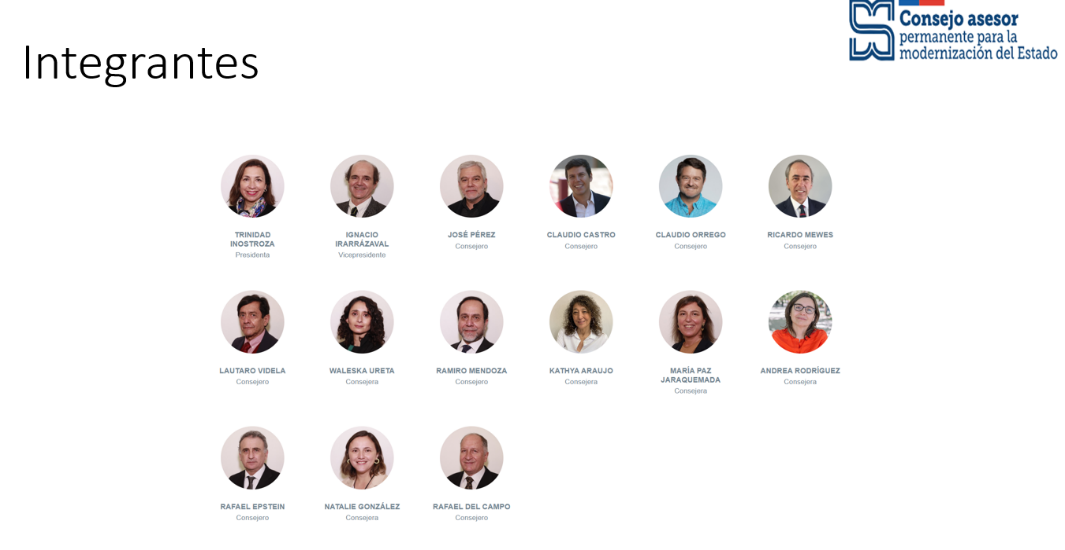 Integrantes
Consejo asesor
permanente para la
modernización del Estado
TRINIDAD
INOSTROZA
Presidenta
IGNACIO
IRARRÁZAVAL
Vicepresidente
JOSÉ PÉREZ
Consejero
CLAUDIO CASTRO
Consejero
CLAUDIO ORREGO
Consejero
RICARDO MEWES
Consejero
LAUTARO VIDELA
Consejero
WALESKA URETA
Consejera
RAMIRO MENDOZA
Consejero
KATHYA ARAUJO
Consejera
MARÍA PAZ
JARAQUEMADA
Consejera
ANDREA RODRÍGUEZ
Consejera
RAFAEL EPSTEIN
Consejero
NATALIE GONZÁLEZ
Consejera
RAFAEL DEL CAMPO
Consejero